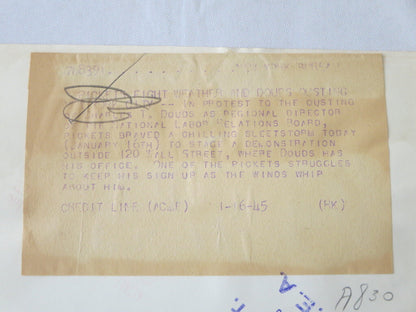 PICKETS FIGHT WEATHER AND DOUDS OUSTING
-- IN PROTEST TO THE OUSTING
T. DOUDS AS REGIONAL DIRECTOR
NATIONAL LABOR RELATIONS BOARD,
PICKETS BRAVED A CHILLING SLEETSTORM TODAY
(JANUARY 16TH) TO STAGE A DEMONSTRATION
OUTSIDE 120 WALL STREET, WHERE DOUDS HAS
HIS OFFICE. ONE OF THE PICKETS STRUGGLES
TO KEEP HIS SIGN UP AS THE WINDS WHIP
ABOUT HIM.
CREDIT LINE (ACME) 1-16-45 (RK)
A830